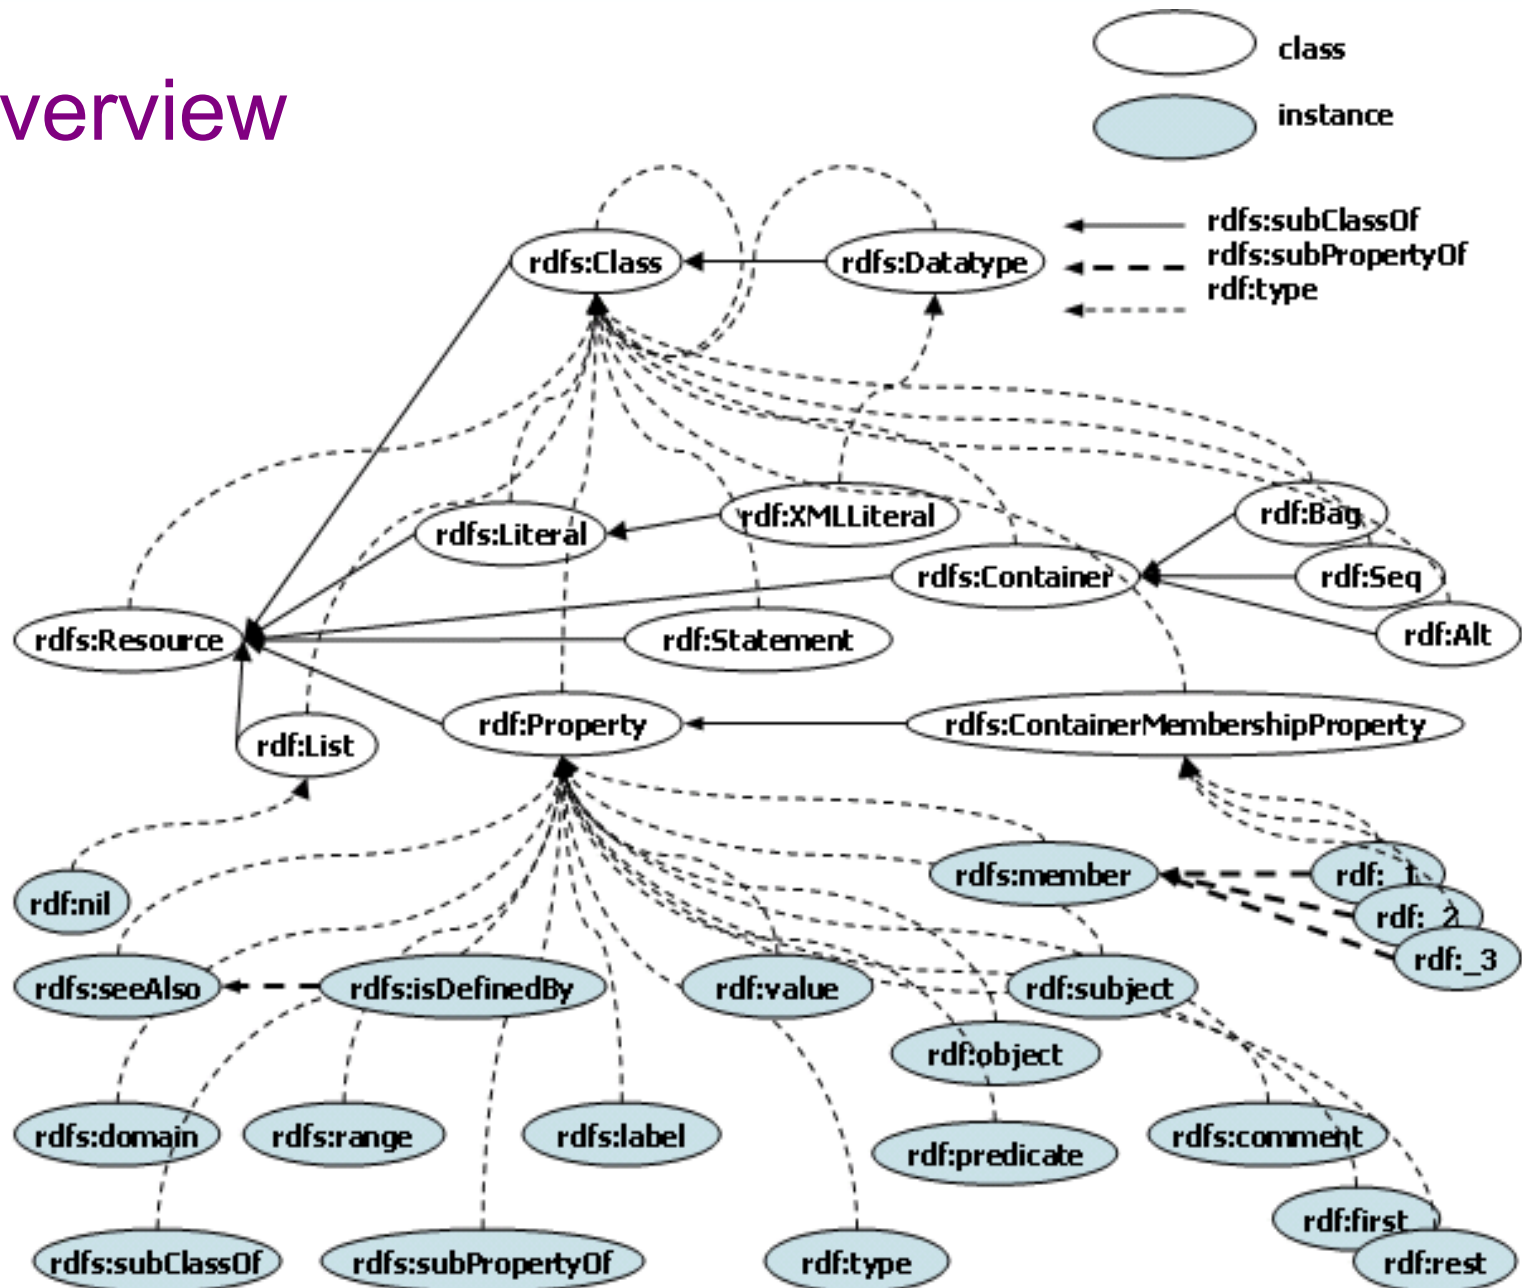 class
verview
instance
rdfs:subClassOf
rdfs:Class
rdfs:Datatype
rdfs:subPropertyOf
rdf:type
rdfs:Literal
rdf:XMLLiteral
rdf:Bag
rdfs:Container
rdf:Seq
rdfs:Resource
rdf:Statement
rdf:Alt
rdf:List
rdf:Property
rdfs:ContainerMembershipProperty
rdf:nil
rdfs:member
rdf:_1
rdf:_2
rdf:_3
rdfs:seeAlso
rdfs:isDefinedBy
rdf:value
rdf:subject
rdf:object
rdfs:domain
rdfs:range
rdfs:label
rdf:predicate
rdfs:comment
rdf:first
rdfs:subClassOf
rdfs:subPropertyOf
rdf:type
rdf:rest